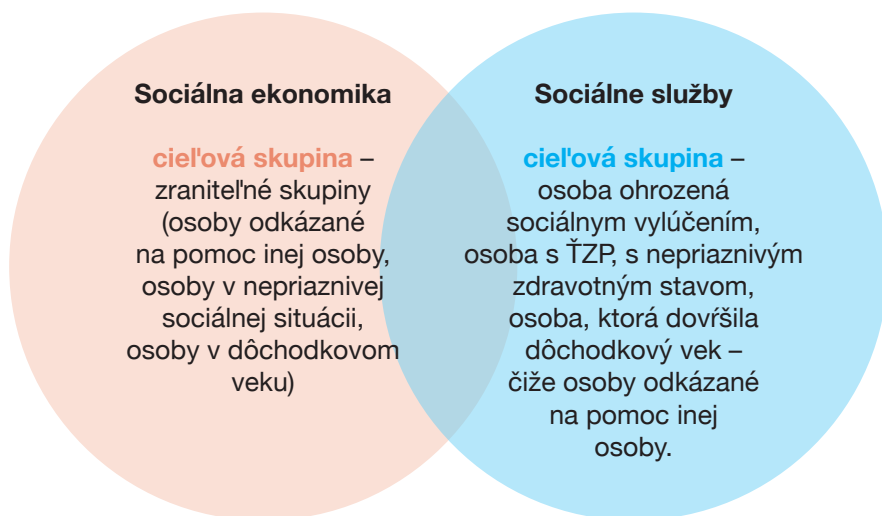 Sociálna ekonomika
cieľová skupina –
zraniteľné skupiny
(osoby odkázané
na pomoc inej osoby,
osoby v nepriaznivej
sociálnej situácii,
osoby v dôchodkovom
veku)
Sociálne služby
cieľová skupina –
osoba ohrozená
sociálnym vylúčením,
osoba s ŤZP, s nepriaznivým
zdravotným stavom,
osoba, ktorá dovŕšila
dôchodkový vek –
čiže osoby odkázané
na pomoc inej
osoby.